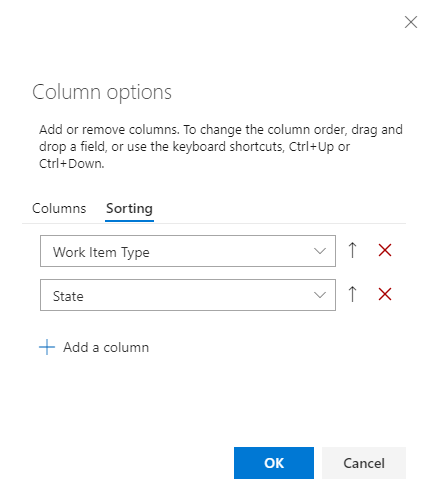 Column options
Add or remove columns. To change the column order, drag and
drop a field, or use the keyboard shortcuts, Ctrl+Up or
Ctrl+Down.
Columns Sorting
Work Item Type
State
Add a column
OK Cancel